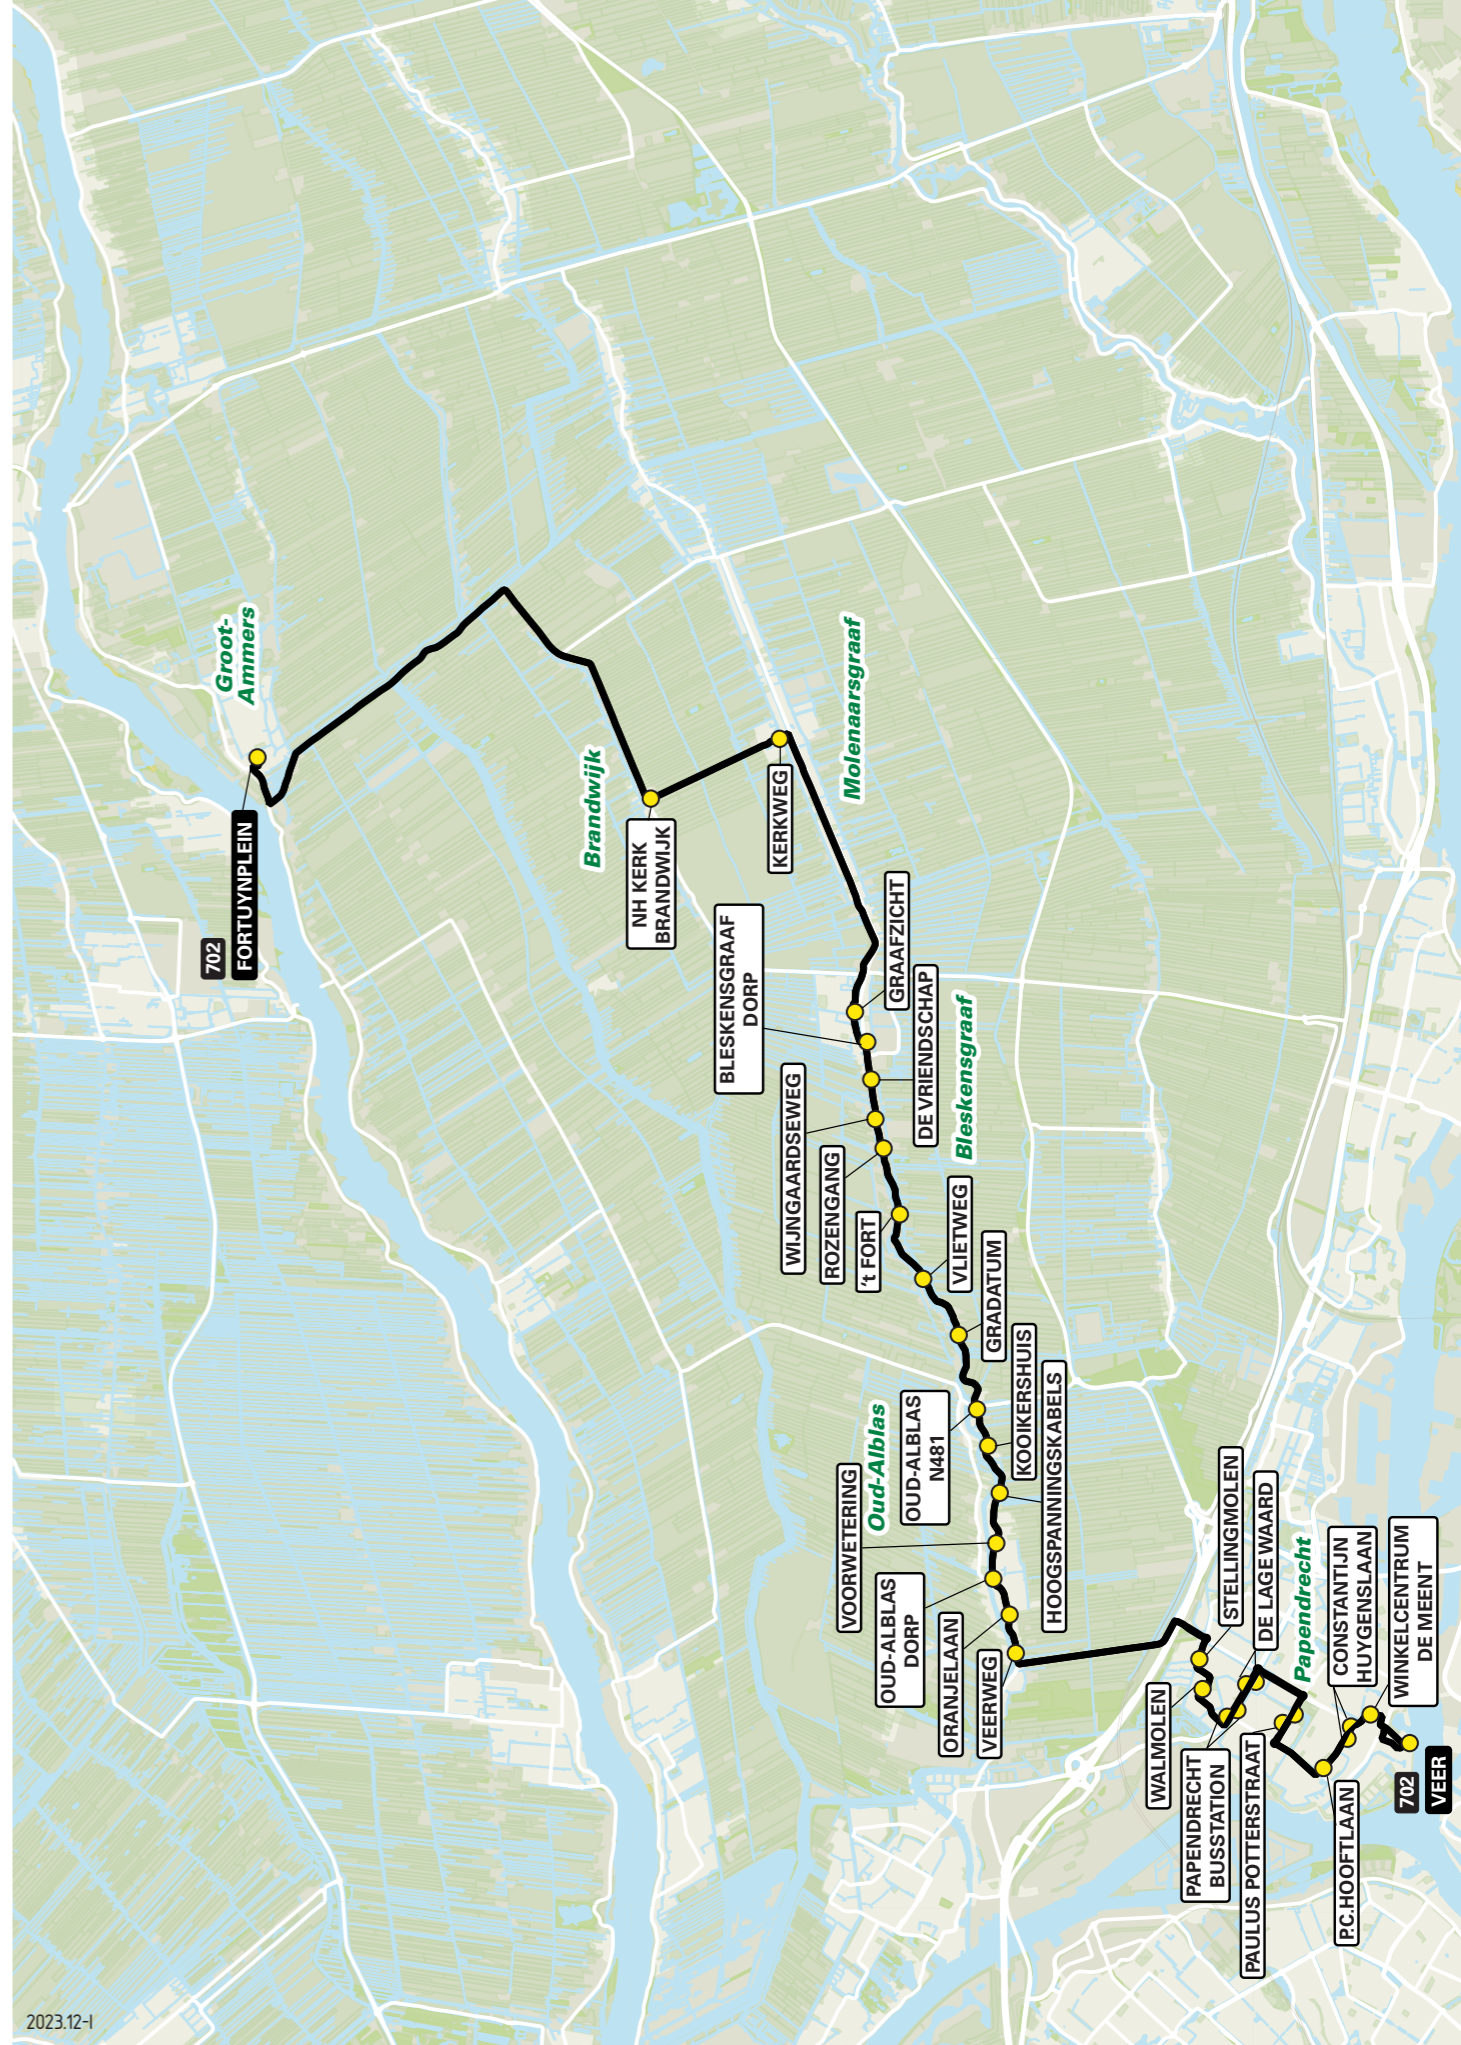 Groot-
Ammers
702
FORTUYNPLEIN
Brandwijk
NH KERK
BRANDWIJK
KERKWEG
Molenaarsgraaf
GRAAFZICHT
BLESKENSGRAAF
DORP
DE VRIENDSCHAP
Bleskensgraaf
WIJNGAARDSEWEG
ROZENGANG
't FORT
VLIETWEG
GRADATUM
OUD-ALBLAS
N481
KOOIKERSHUIS
HOOGSPANNINGSKABELS
Oud-Alblas
VOORWETERING
OUD-ALBLAS
DORP
ORANJELAAN
VEERWEG
STELLINGMOLEN
WALMOLEN
DE LAGE WAARD
PAPENDRECHT
BUSSTATION
Papendrecht
PAULUS POTTERSTRAAT
P.C.HOOFTLAAN
CONSTANTIJN
HUYGENSLAAN
WINKELCENTRUM
DE MEENT
702
VEER
2023.12-I